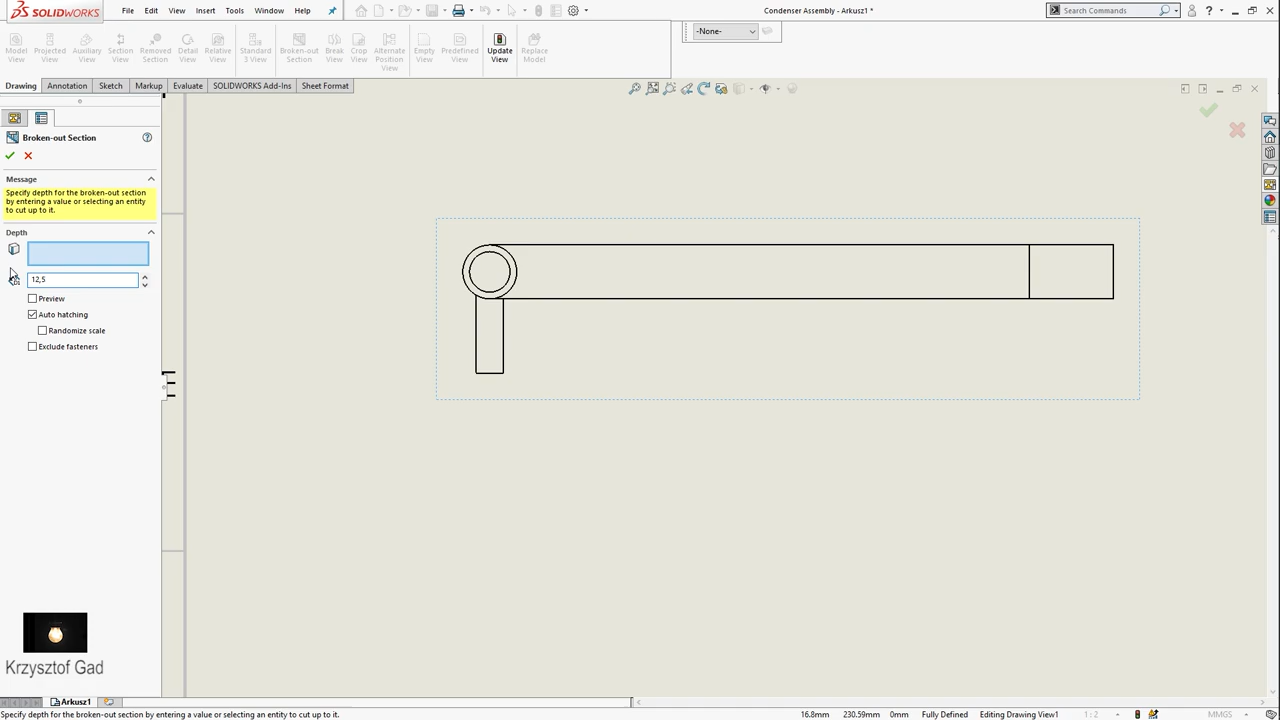 SOLIDWORKS
File Edit View Insert Tools Window Help
Condenser Assembly - Arkusz1 *
Search Commands
Model View
Projected View
Auxiliary View
Section View
Removed Section
Detail View
Relative View
Standard 3 View
Broken-out Section
Break View
Crop View
Alternate Position View
Empty View
Predefined View
Update View
Replace Model
-None-
Drawing Annotation Sketch Markup Evaluate SOLIDWORKS Add-Ins Sheet Format
Broken-out Section
Message
Specify depth for the broken-out section
by entering a value or selecting an entity
to cut up to it.
Depth
12,5
Preview
Auto hatching
Randomize scale
Exclude fasteners
Krzysztof Gad
Arkusz1
Specify depth for the broken-out section by entering a value or selecting an entity to cut up to it.
16.8mm 230.59mm 0mm Fully Defined Editing Drawing View1 1 : 2 MMGS